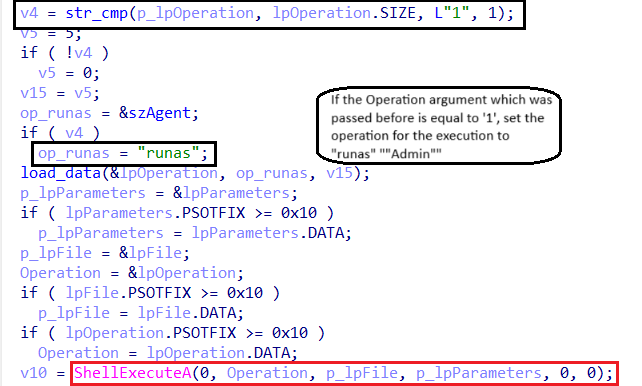 v4 = str_cmp(p_lpOperation, lpOperation.SIZE, L"1", 1);
v5 = 5;
if ( !v4 )
v5 = 0;
v15 = v5;
op_runas = &szAgent;
if ( v4 )
op_runas = "runas";
load_data(&lpOperation, op_runas, v15);
p_lpParameters = &lpParameters;
if ( lpParameters.PSOTFIX >= 0x10 )
p_lpParameters = lpParameters.DATA;
p_lpFile = &lpFile;
Operation = &lpOperation;
if ( lpFile.PSOTFIX >= 0x10 )
p_lpFile = lpFile.DATA;
if ( lpOperation.PSOTFIX >= 0x10 )
Operation = lpOperation.DATA;
v10 = ShellExecuteA(0, Operation, p_lpFile, p_lpParameters, 0, 0);
If the Operation argument which was
passed before is equal to '1', set the
operation for the execution to
"runas" ""Admin""